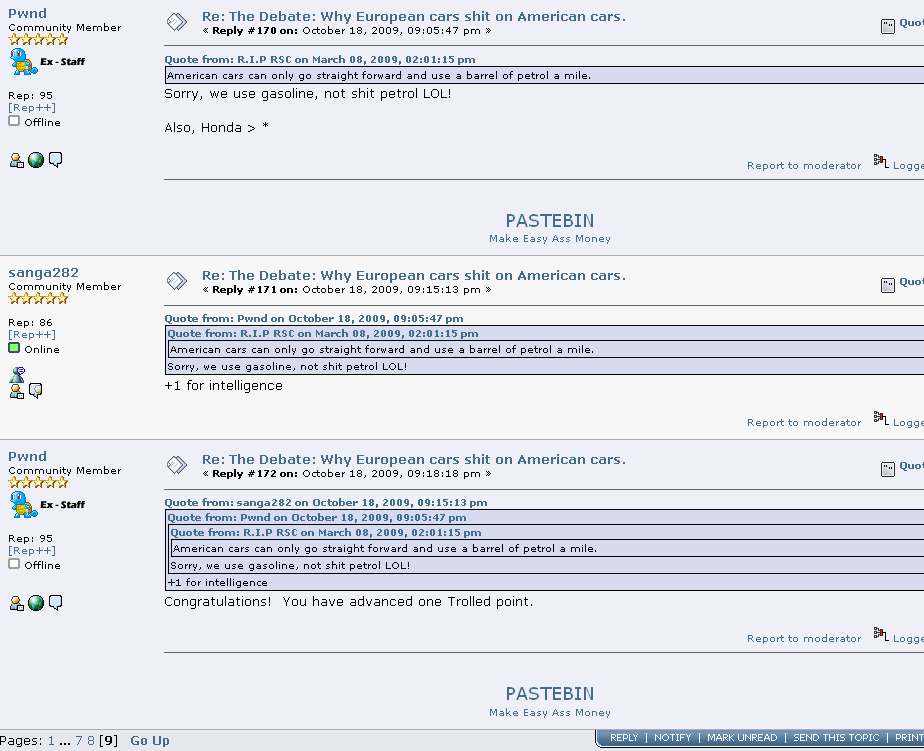 Pwnd
Community Member
Ex - Staff
Rep: 95
[Rep++]
Offline
Re: The Debate: Why European cars shit on American cars.
« Reply #170 on: October 18, 2009, 09:05:47 pm »
Quot
Quote from: R.I.P RSC on March 08, 2009, 02:01:15 pm
American cars can only go straight forward and use a barrel of petrol a mile.
Sorry, we use gasoline, not shit petrol LOL!
Also, Honda > *
Report to moderator Logge
PASTEBIN
Make Easy Ass Money
sanga282
Community Member
Rep: 86
[Rep++]
Online
Re: The Debate: Why European cars shit on American cars.
« Reply #171 on: October 18, 2009, 09:15:13 pm »
Quot
Quote from: Pwnd on October 18, 2009, 09:05:47 pm
Quote from: R.I.P RSC on March 08, 2009, 02:01:15 pm
American cars can only go straight forward and use a barrel of petrol a mile.
Sorry, we use gasoline, not shit petrol LOL!
+1 for intelligence
Report to moderator Logge
Pwnd
Community Member
Ex - Staff
Rep: 95
[Rep++]
Offline
Re: The Debate: Why European cars shit on American cars.
« Reply #172 on: October 18, 2009, 09:18:18 pm »
Quot
Quote from: sanga282 on October 18, 2009, 09:15:13 pm
Quote from: Pwnd on October 18, 2009, 09:05:47 pm
Quote from: R.I.P RSC on March 08, 2009, 02:01:15 pm
American cars can only go straight forward and use a barrel of petrol a mile.
Sorry, we use gasoline, not shit petrol LOL!
+1 for intelligence
Congratulations! You have advanced one Trolled point.
Report to moderator Logge
PASTEBIN
Make Easy Ass Money
Pages: 1 ... 7 8 [9] Go Up
REPLY | NOTIFY | MARK UNREAD | SEND THIS TOPIC | PRINT